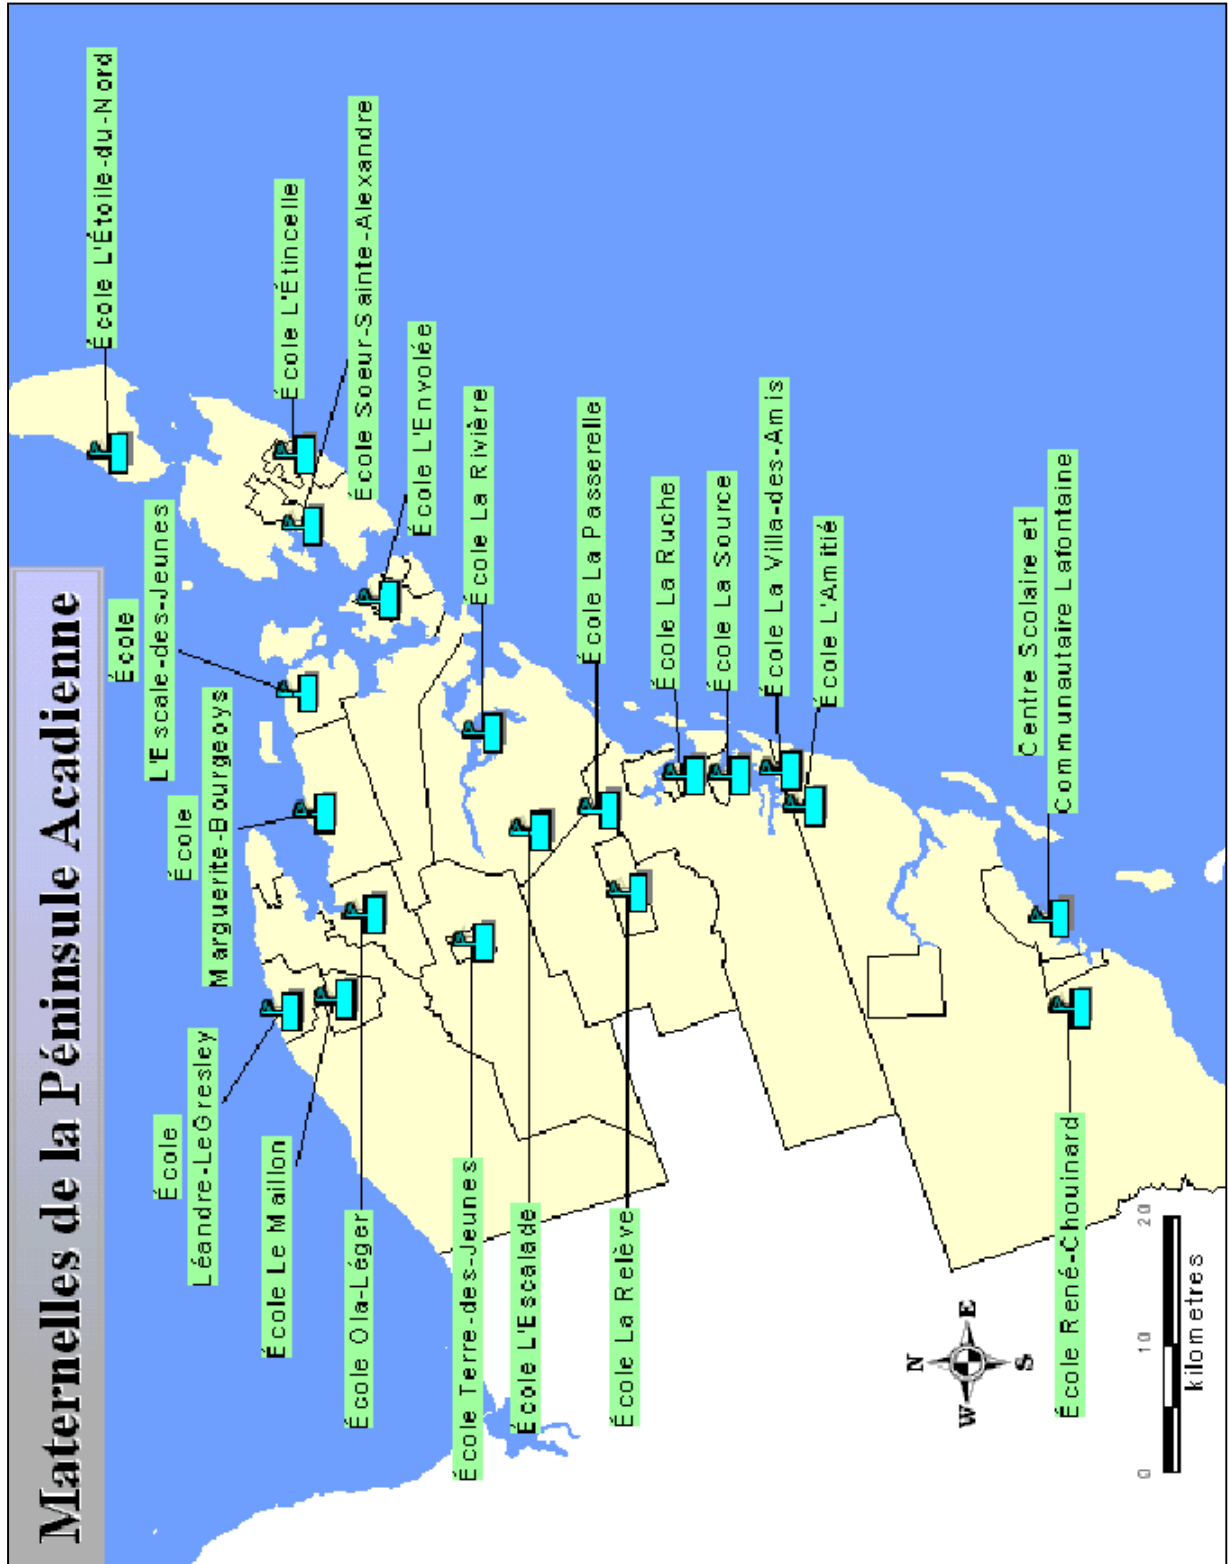 Maternelles de la Péninsule Acadienne
École L'Étoile-du-Nord
École L'Étincelle
École Soeur-Sainte-Alexandre
École L'Envolée
École La Rivière
École La Passerelle
École La Ruche
École La Source
École La Villa-des-Amis
École L'Amitié
Centre Scolaire et
Communautaire Lafontaine
École
L'Escale-des-Jeunes
École
Marguerite-Bourgeoys
École
Léandre-LeGresley
École Le Maillon
École Ola-Léger
École Terre-des-Jeunes
École L'Escalade
École La Relève
École René-Chouinard
N
W E
S
0 10 20
kilometres